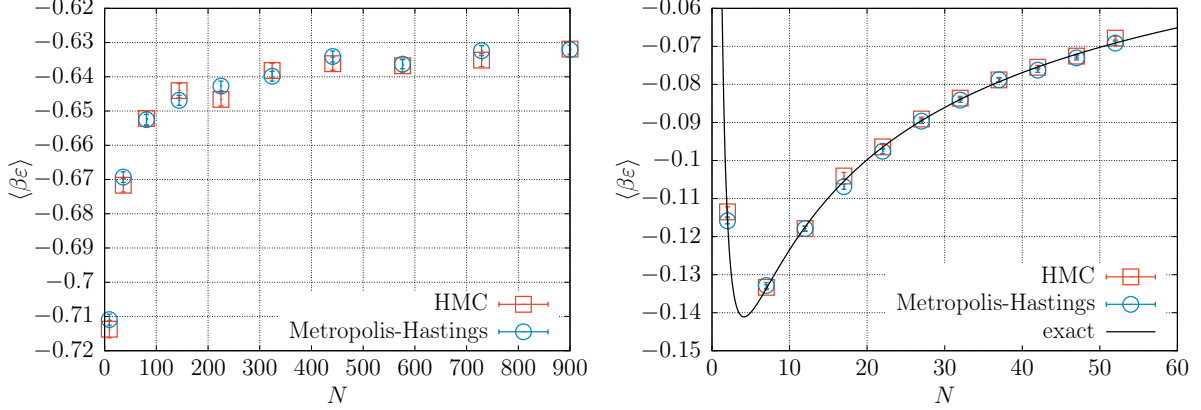 −0.62
−0.63
−0.64
−0.65
−0.66
−0.67
−0.68
−0.69
−0.7
−0.71
−0.72
⟨βε⟩
0 100 200 300 400 500 600 700 800 900
N
HMC
Metropolis-Hastings
−0.06
−0.07
−0.08
−0.09
−0.1
−0.11
−0.12
−0.13
−0.14
−0.15
⟨βε⟩
0 10 20 30 40 50 60
N
HMC
Metropolis-Hastings
exact